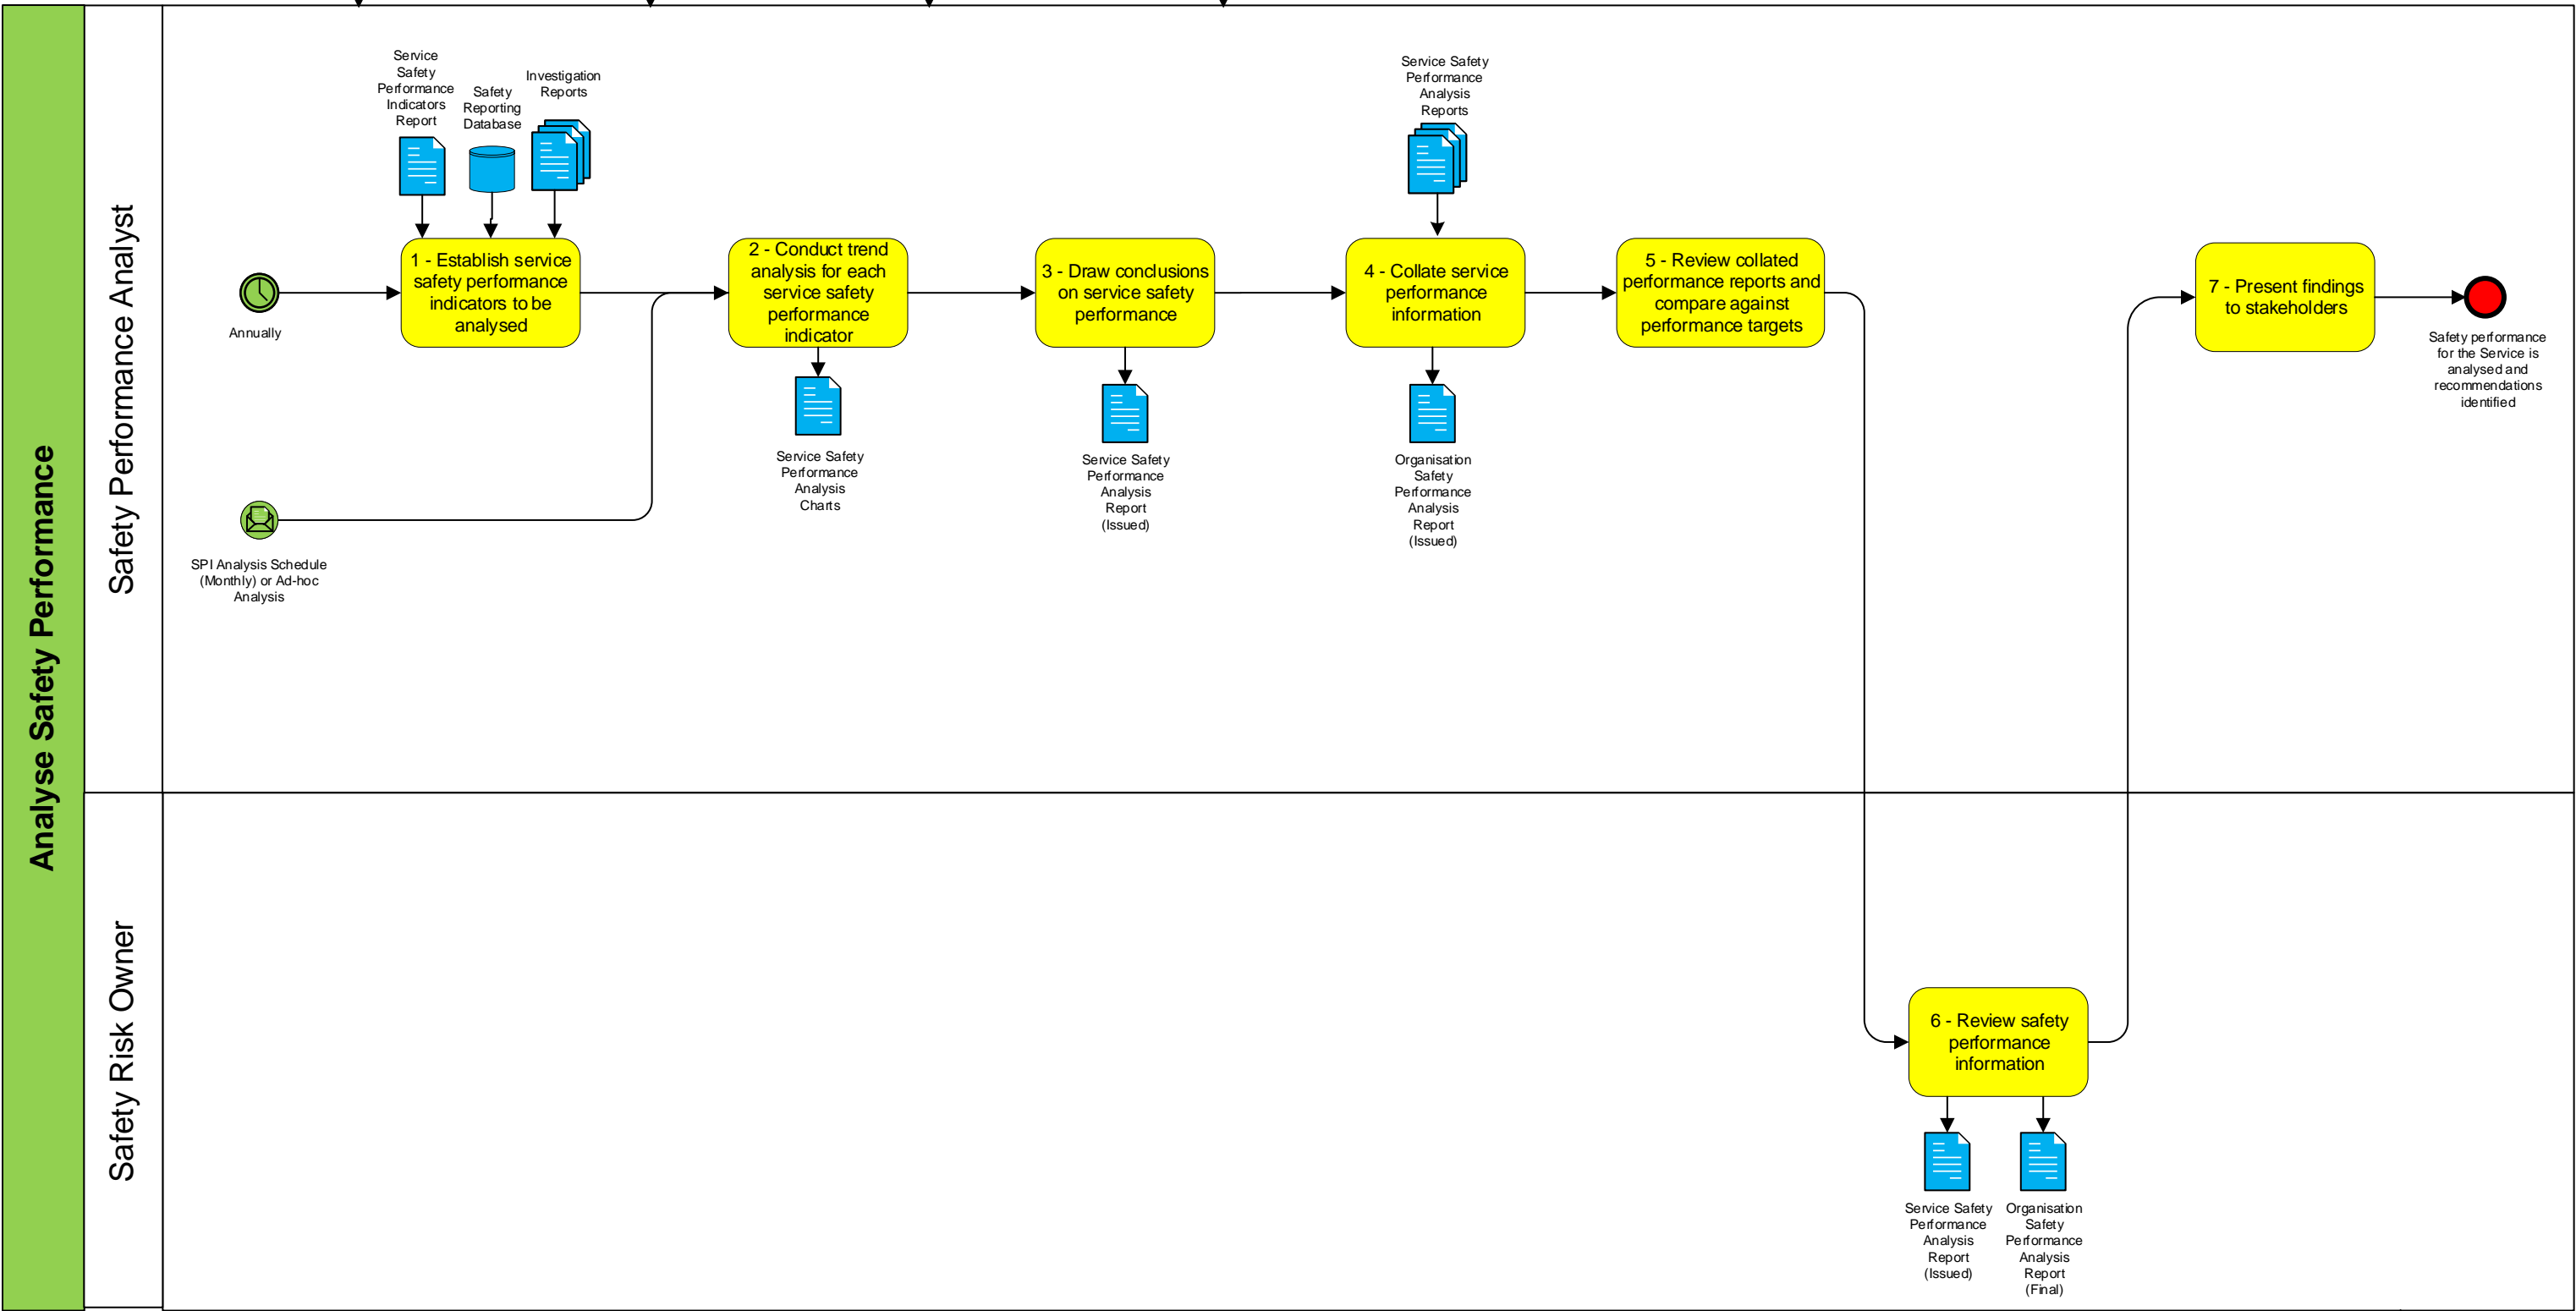 Analyse Safety Performance
Safety Performance Analyst
Service
Safety
Performance
Indicators
Report
Safety
Reporting
Database
Investigation
Reports
Service Safety
Performance
Analysis
Reports
Annually
1 - Establish service
safety performance
indicators to be
analysed
2 - Conduct trend
analysis for each
service safety
performance
indicator
3 - Draw conclusions
on service safety
performance
4 - Collate service
performance
information
5 - Review collated
performance reports and
compare against
performance targets
7 - Present findings
to stakeholders
Safety performance
for the Service is
analysed and
recommendations
identified
Service Safety
Performance
Analysis
Charts
Service Safety
Performance
Analysis
Report
(Issued)
Organisation
Safety
Performance
Analysis
Report
(Issued)
SPI Analysis Schedule
(Monthly) or Ad-hoc
Analysis
Safety Risk Owner
6 - Review safety
performance
information
Service Safety
Performance
Analysis
Report
(Issued)
Organisation
Safety
Performance
Analysis
Report
(Final)